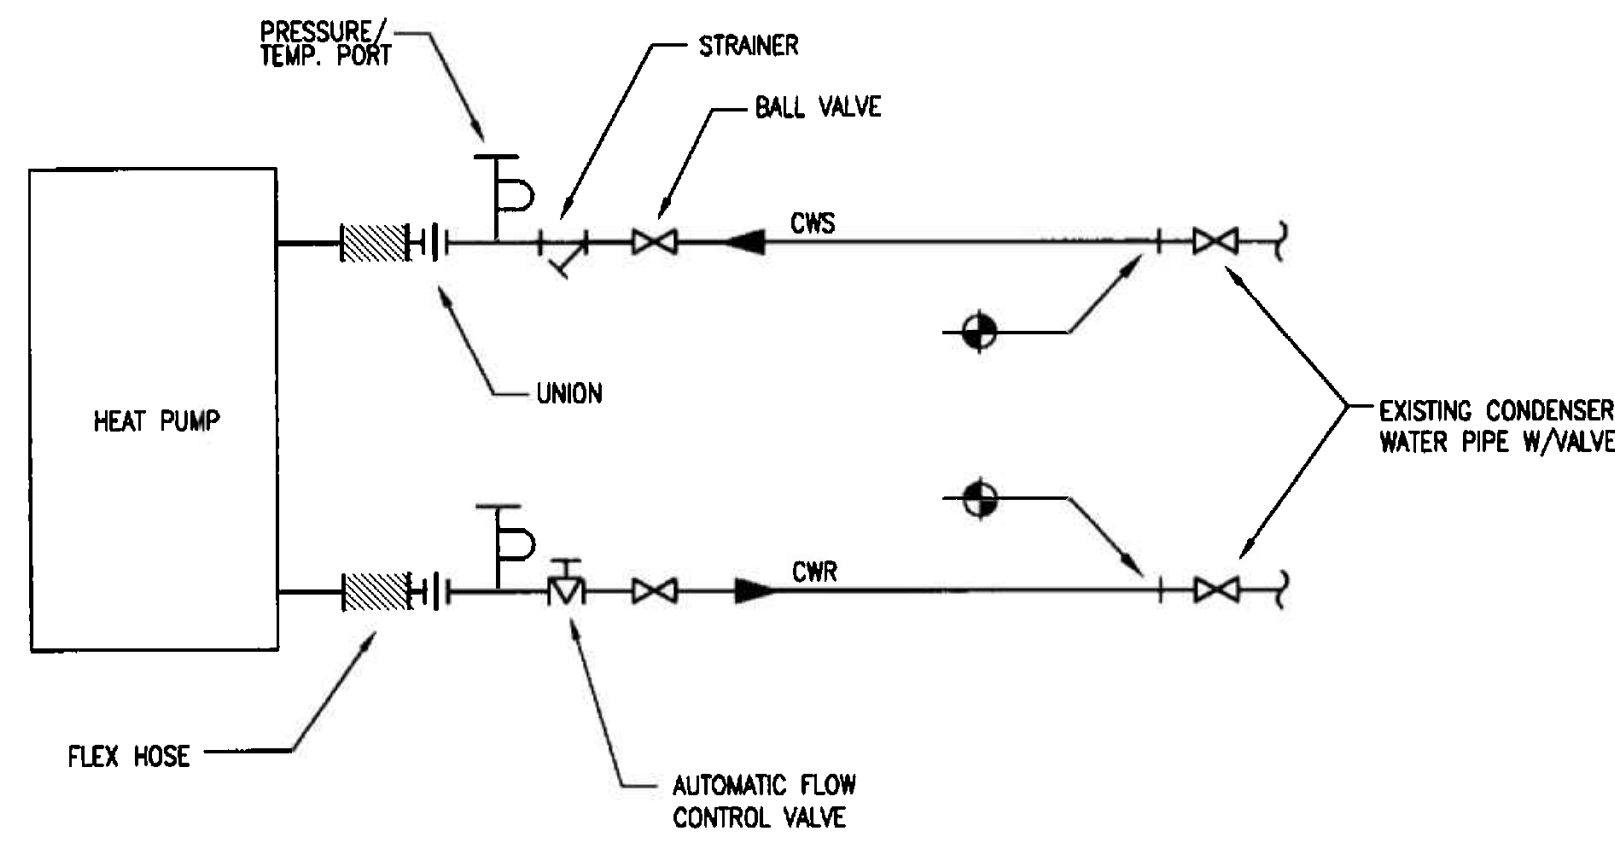 PRESSURE/
TEMP. PORT
STRAINER
BALL VALVE
CWS
UNION
HEAT PUMP
EXISTING CONDENSER
WATER PIPE W/VALVE
CWR
FLEX HOSE
AUTOMATIC FLOW
CONTROL VALVE